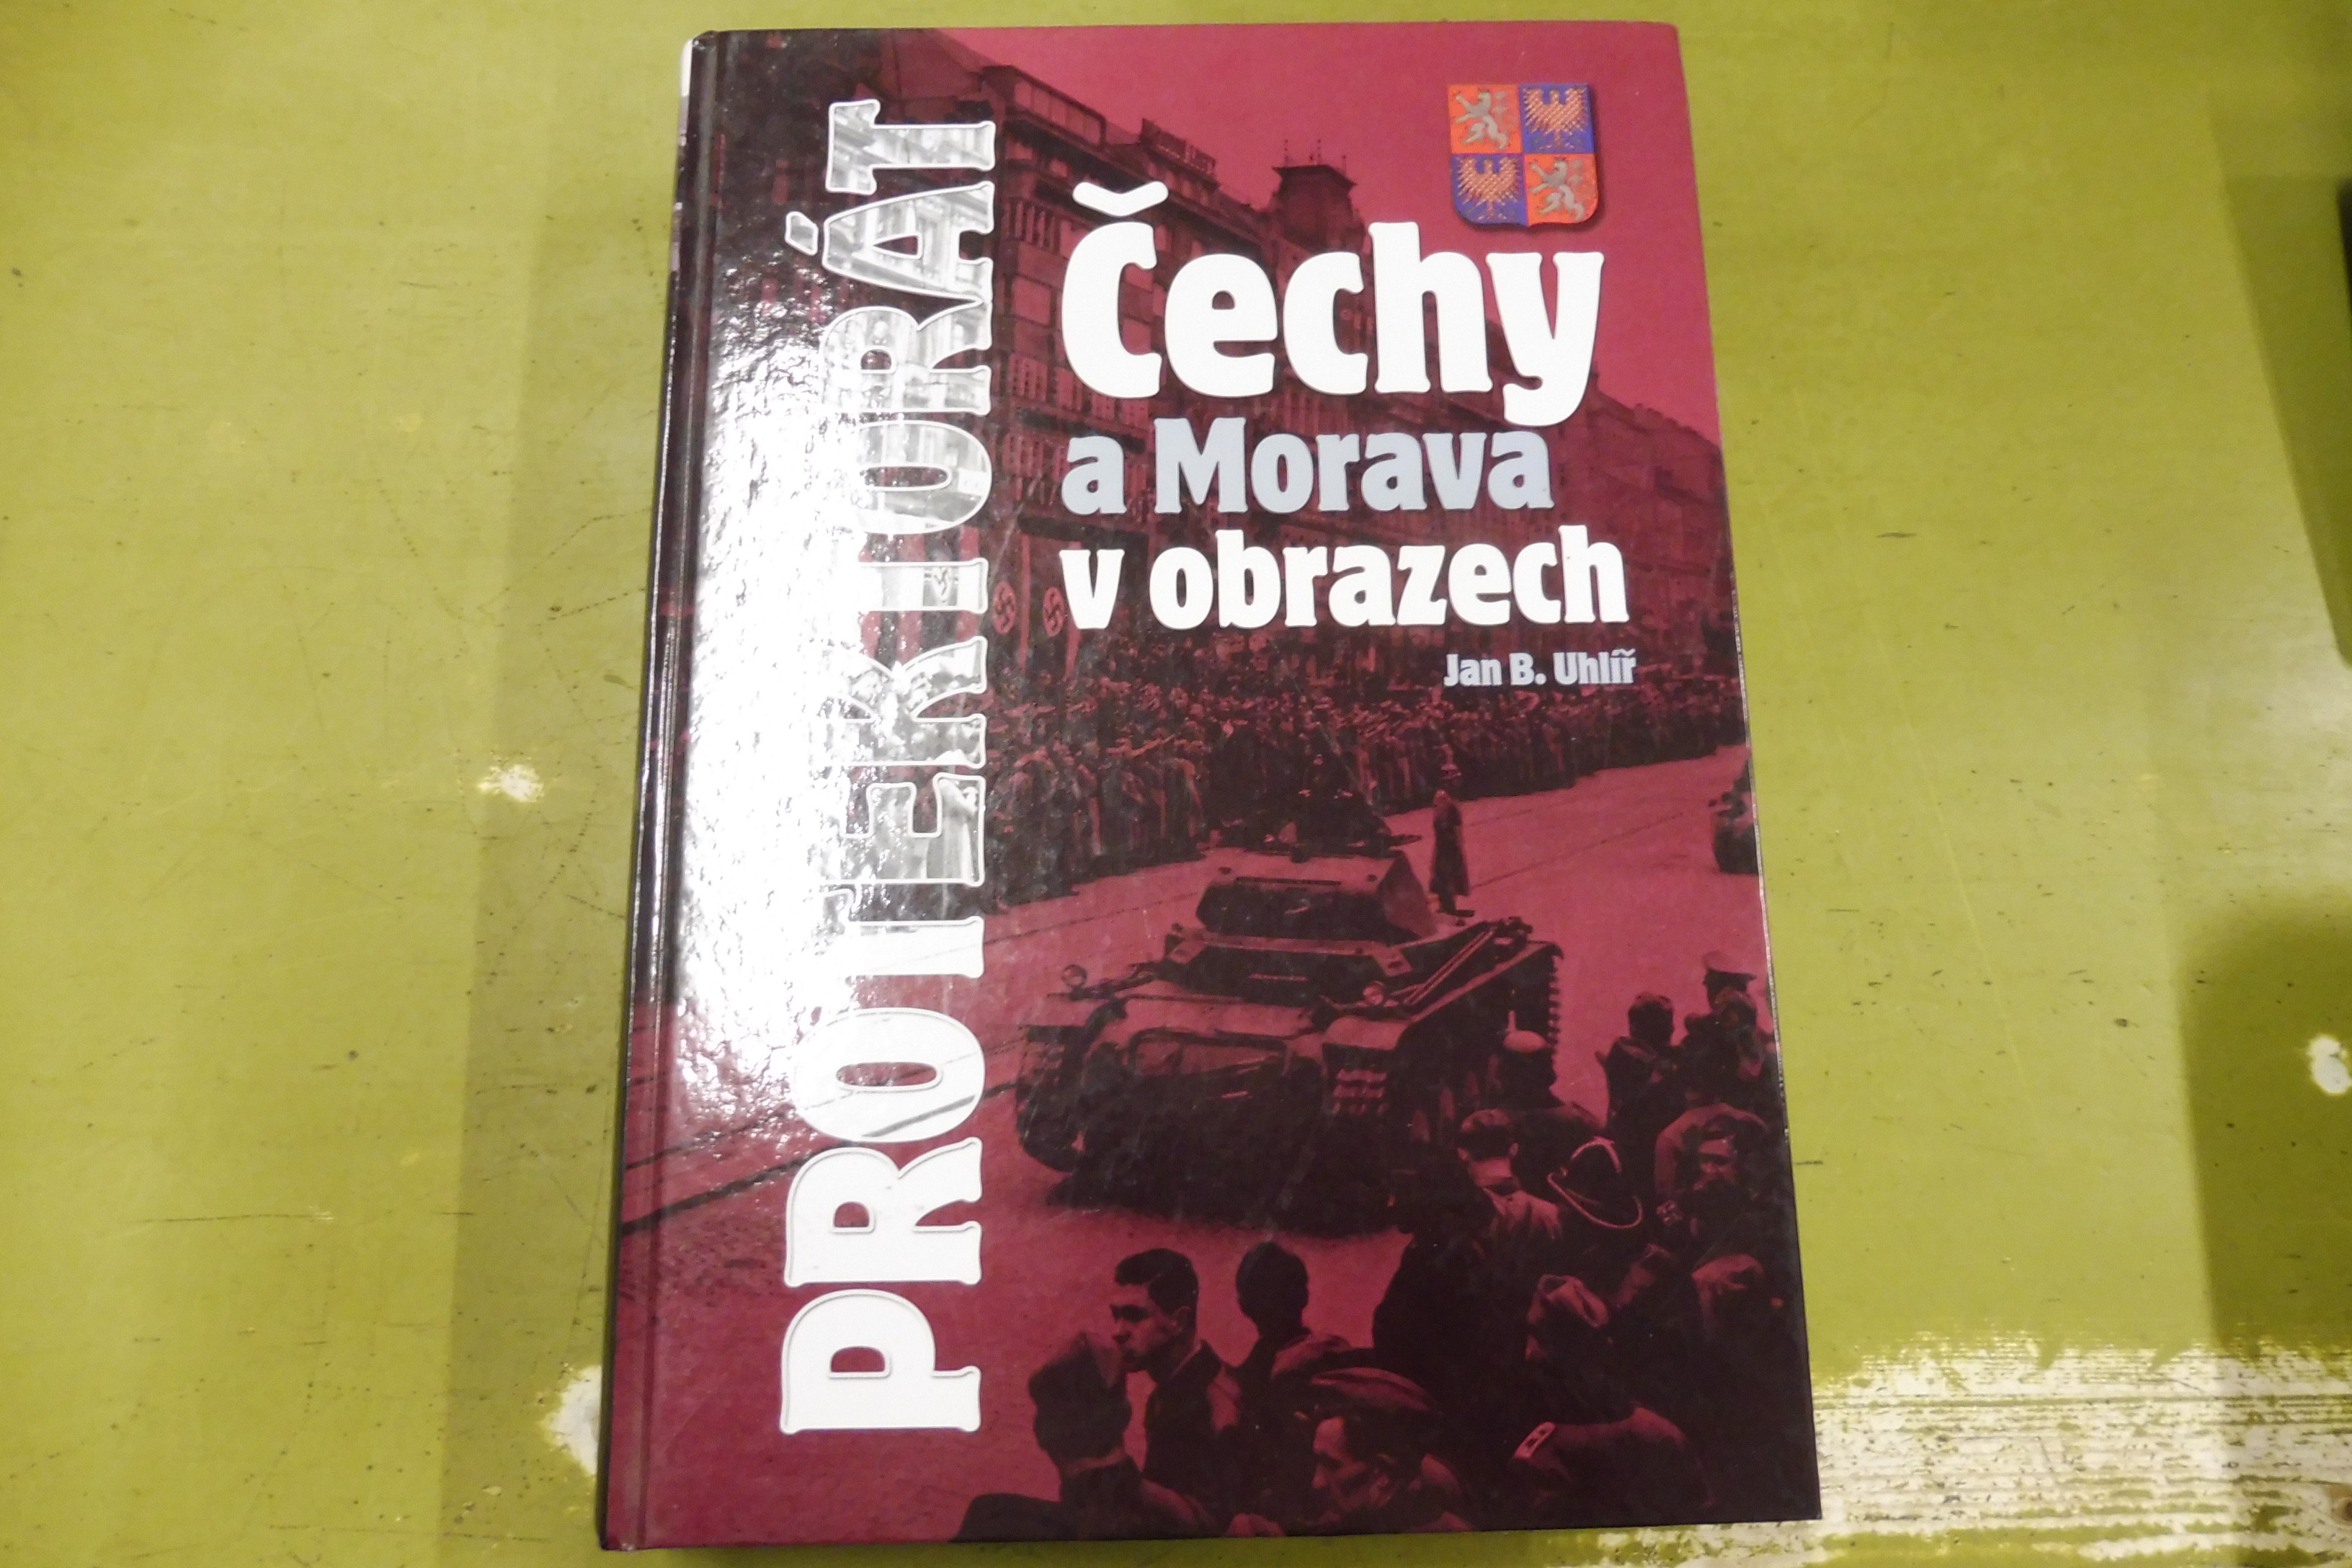 PROTEKTORÁT
Čechy
a Morava
v obrazech
Jan B. Uhlíř